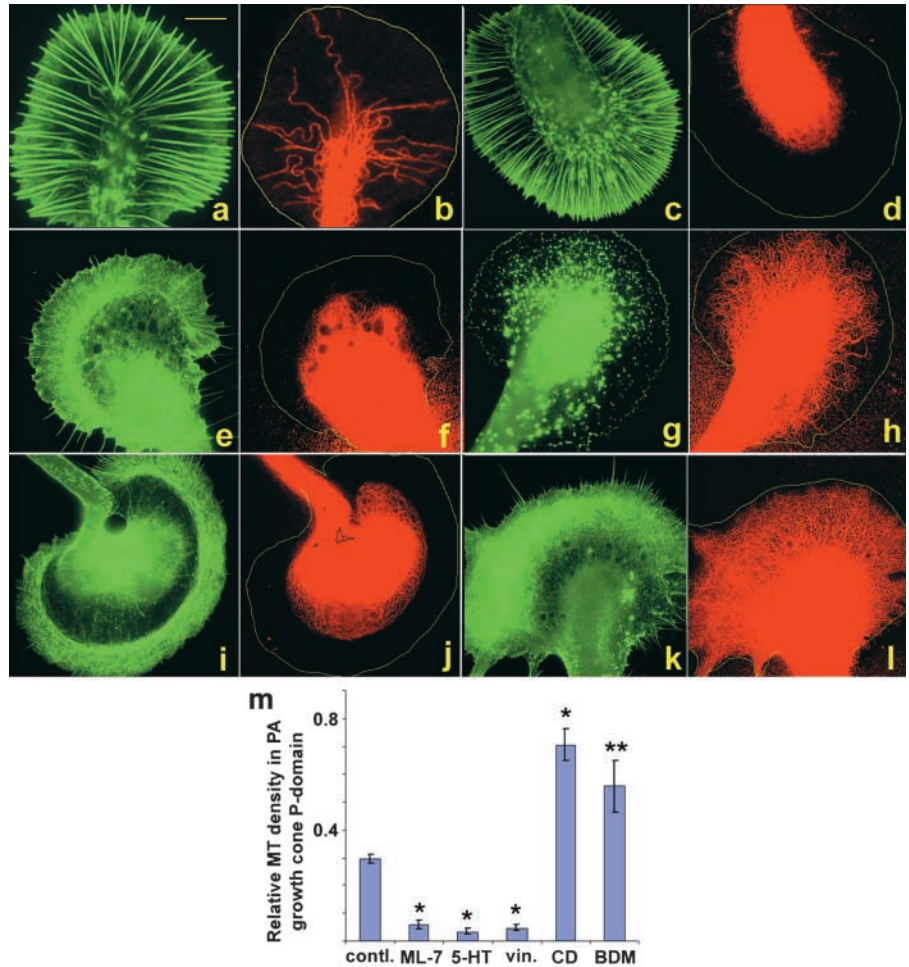 a b c d
e f g h
i j k l
m
Relative MT density in PA
growth cone P-domain
0.8
0.4
* * * * **
contl. ML-7 5-HT vin. CD BDM